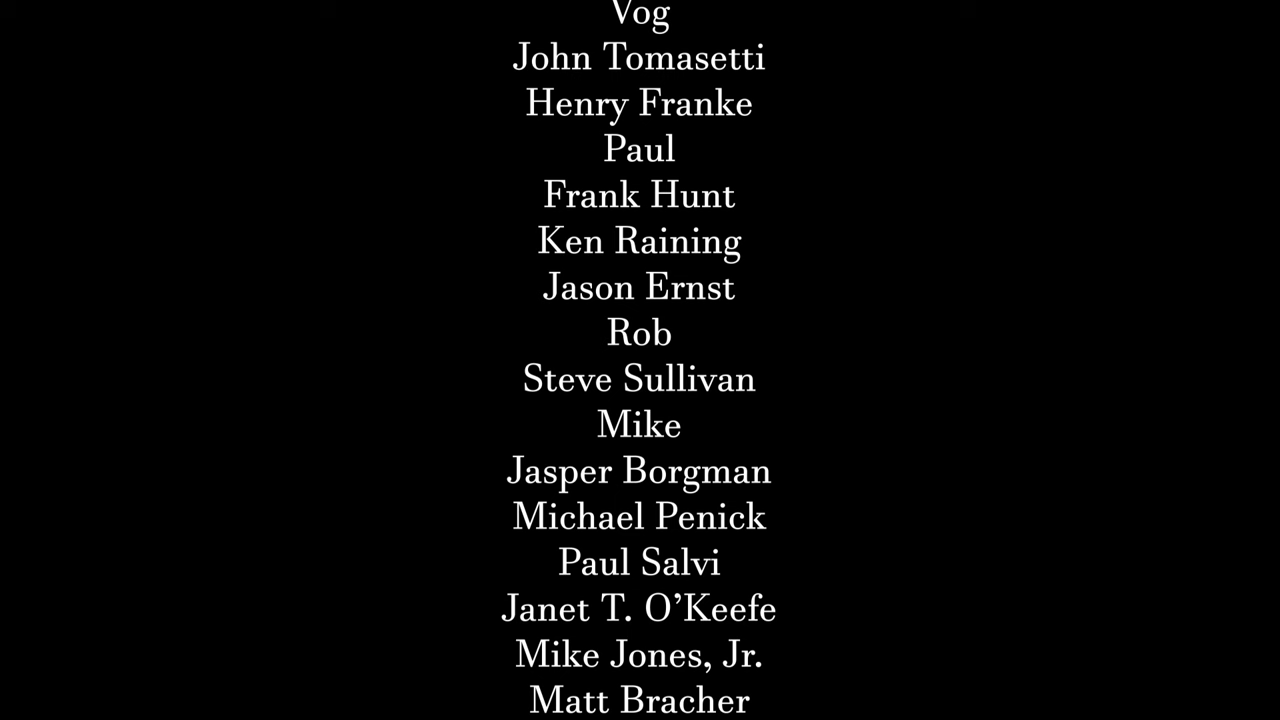 Vog
John Tomasetti
Henry Franke
Paul
Frank Hunt
Ken Raining
Jason Ernst
Rob
Steve Sullivan
Mike
Jasper Borgman
Michael Penick
Paul Salvi
Janet T. O’Keefe
Mike Jones, Jr.
Matt Bracher